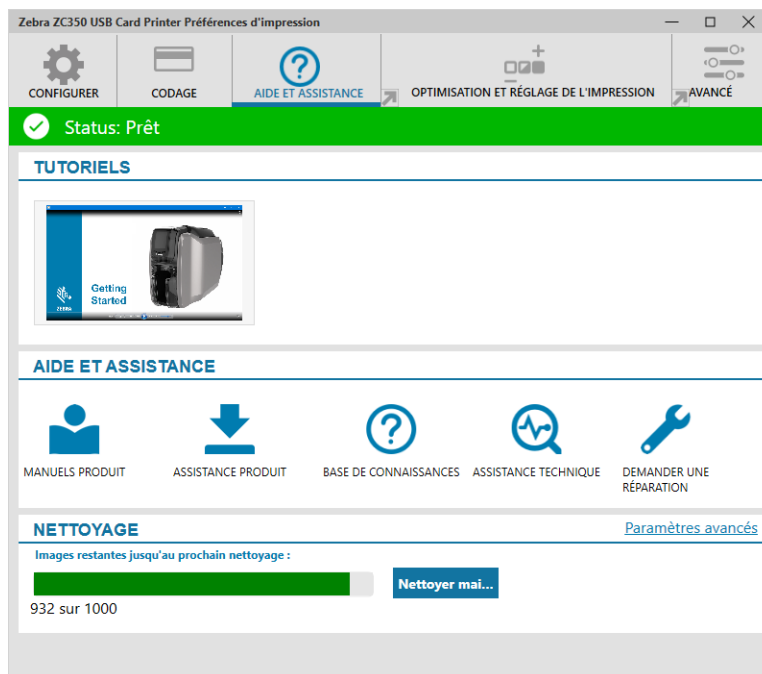 Zebra ZC350 USB Card Printer Préférences d'impression
CONFIGURER
CODAGE
AIDE ET ASSISTANCE
OPTIMISATION ET RÉGLAGE DE L'IMPRESSION
AVANCÉ
Status: Prêt
TUTORIELS
Getting
Started
ZEBRA
AIDE ET ASSISTANCE
MANUELS PRODUIT
ASSISTANCE PRODUIT
BASE DE CONNAISSANCES
ASSISTANCE TECHNIQUE
DEMANDER UNE
RÉPARATION
NETTOYAGE
Paramètres avancés
Images restantes jusqu'au prochain nettoyage :
Nettoyer mai...
932 sur 1000